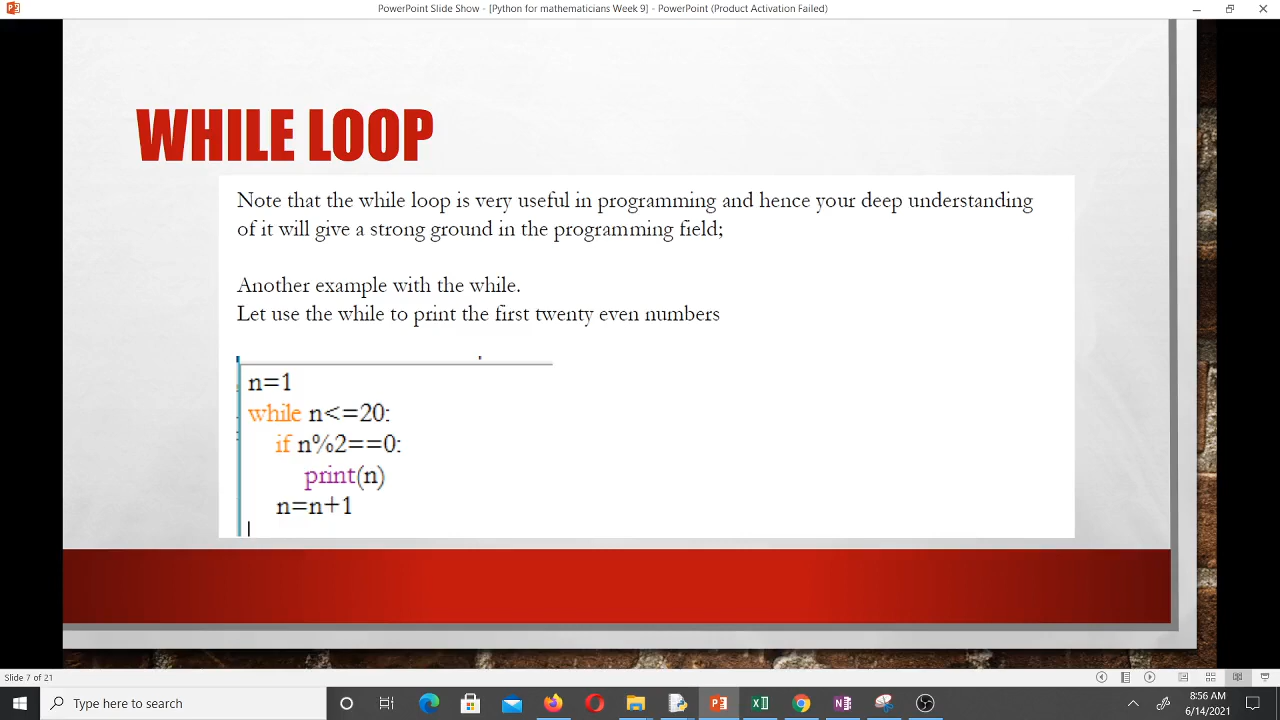 PowerPoint Slide Show - [Python for mathematicians Week 9] - PowerPoint (Product Activation Failed)
WHILE LOOP
Note that the while loop is very useful in programming and hence your deep understanding
of it will give a strong ground in the programming field;
Another example with the while.
Let use the while to print the first twenty even numbers
n=1
while n<=20:
if n%2==0:
print(n)
n=n+1
Slide 7 of 21
Type here to search
8:56 AM
6/14/2021